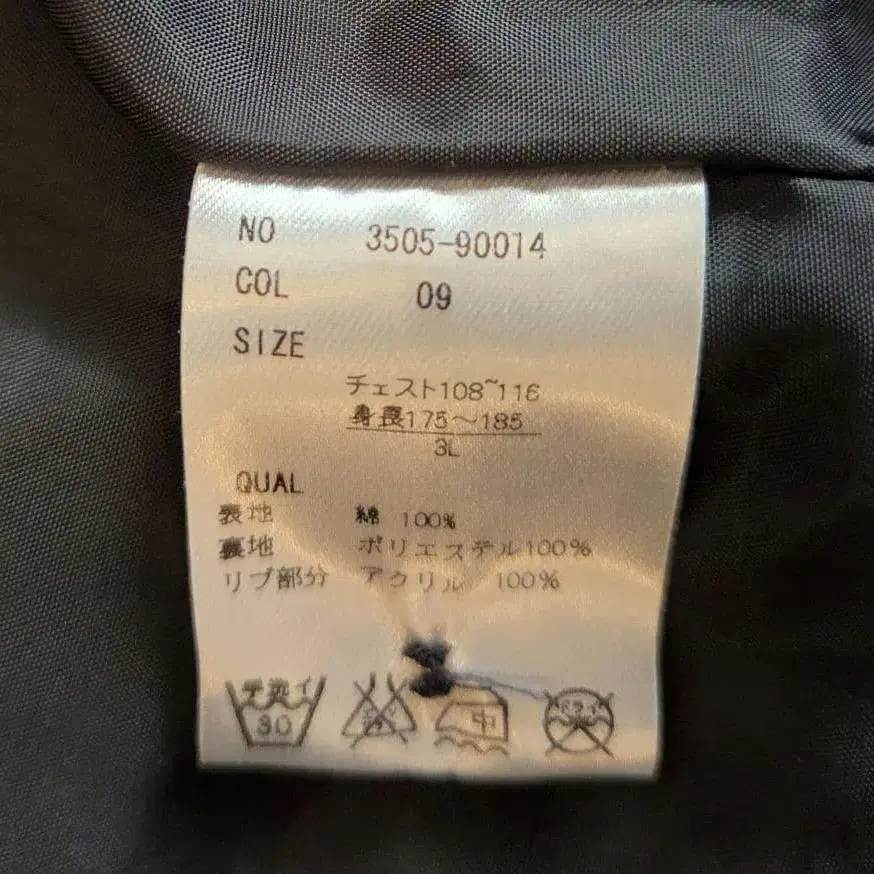 NO 3505-90014
COL 09
SIZE
チェスト108~116
身長175～185
3L
QUAL
表地 綿 100%
裏地 ポリエステル100%
リブ部分 アクリル 100%
手洗イ
30
中
ドライ